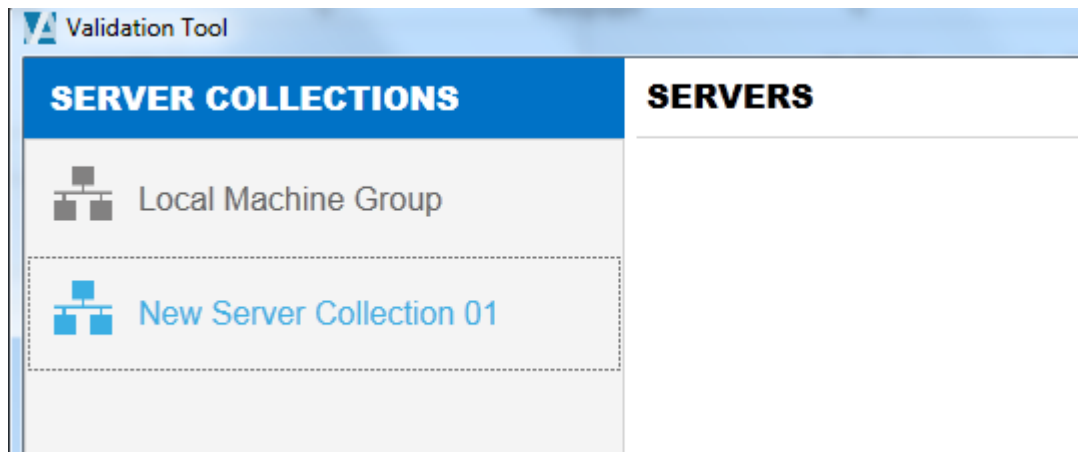 Validation Tool
SERVER COLLECTIONS
SERVERS
Local Machine Group
New Server Collection 01